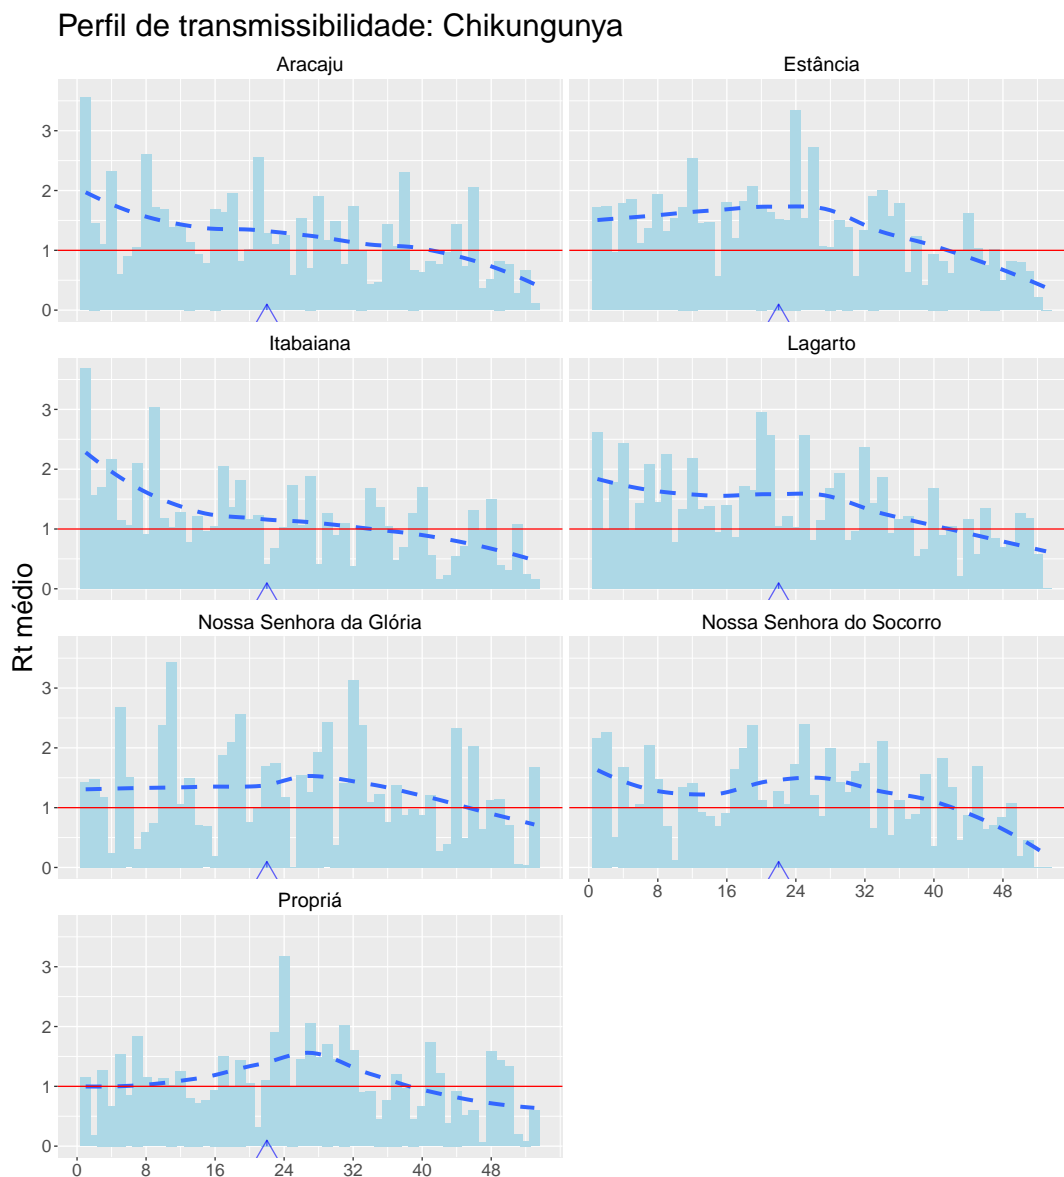 Perfil de transmissibilidade: Chikungunya
Aracaju
Estância
3
2
1
0
Itabaiana
Lagarto
3
2
1
0
Rt médio
Nossa Senhora da Glória
Nossa Senhora do Socorro
3
2
1
0
0 8 16 24 32 40 48
Propriá
3
2
1
0
0 8 16 24 32 40 48